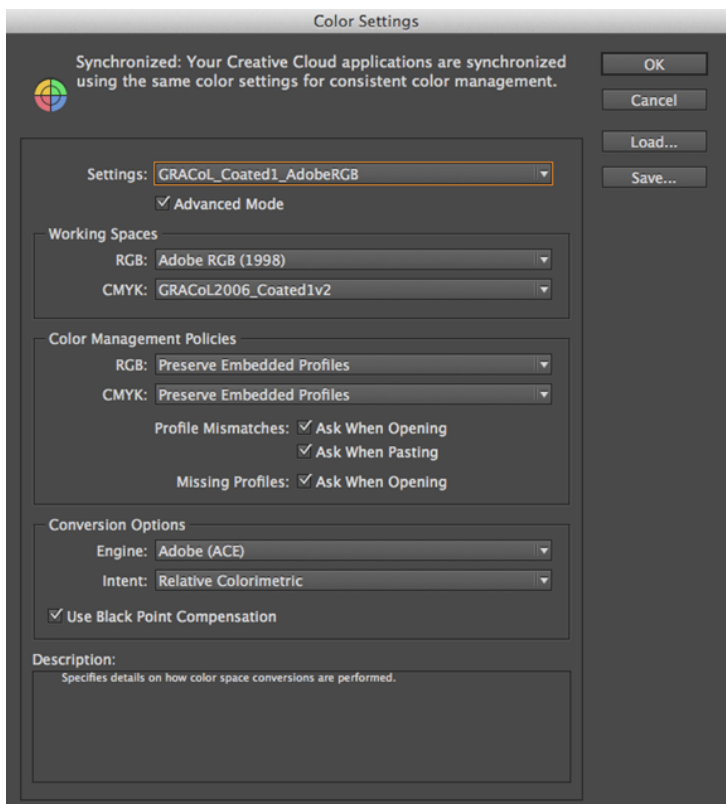 Color Settings
Synchronized: Your Creative Cloud applications are synchronized
using the same color settings for consistent color management.
OK
Cancel
Load...
Save...
Settings: GRACoL_Coated1_AdobeRGB
Advanced Mode
Working Spaces
RGB: Adobe RGB (1998)
CMYK: GRACoL2006_Coated1v2
Color Management Policies
RGB: Preserve Embedded Profiles
CMYK: Preserve Embedded Profiles
Profile Mismatches: Ask When Opening
Ask When Pasting
Missing Profiles: Ask When Opening
Conversion Options
Engine: Adobe (ACE)
Intent: Relative Colorimetric
Use Black Point Compensation
Description:
Specifies details on how color space conversions are performed.